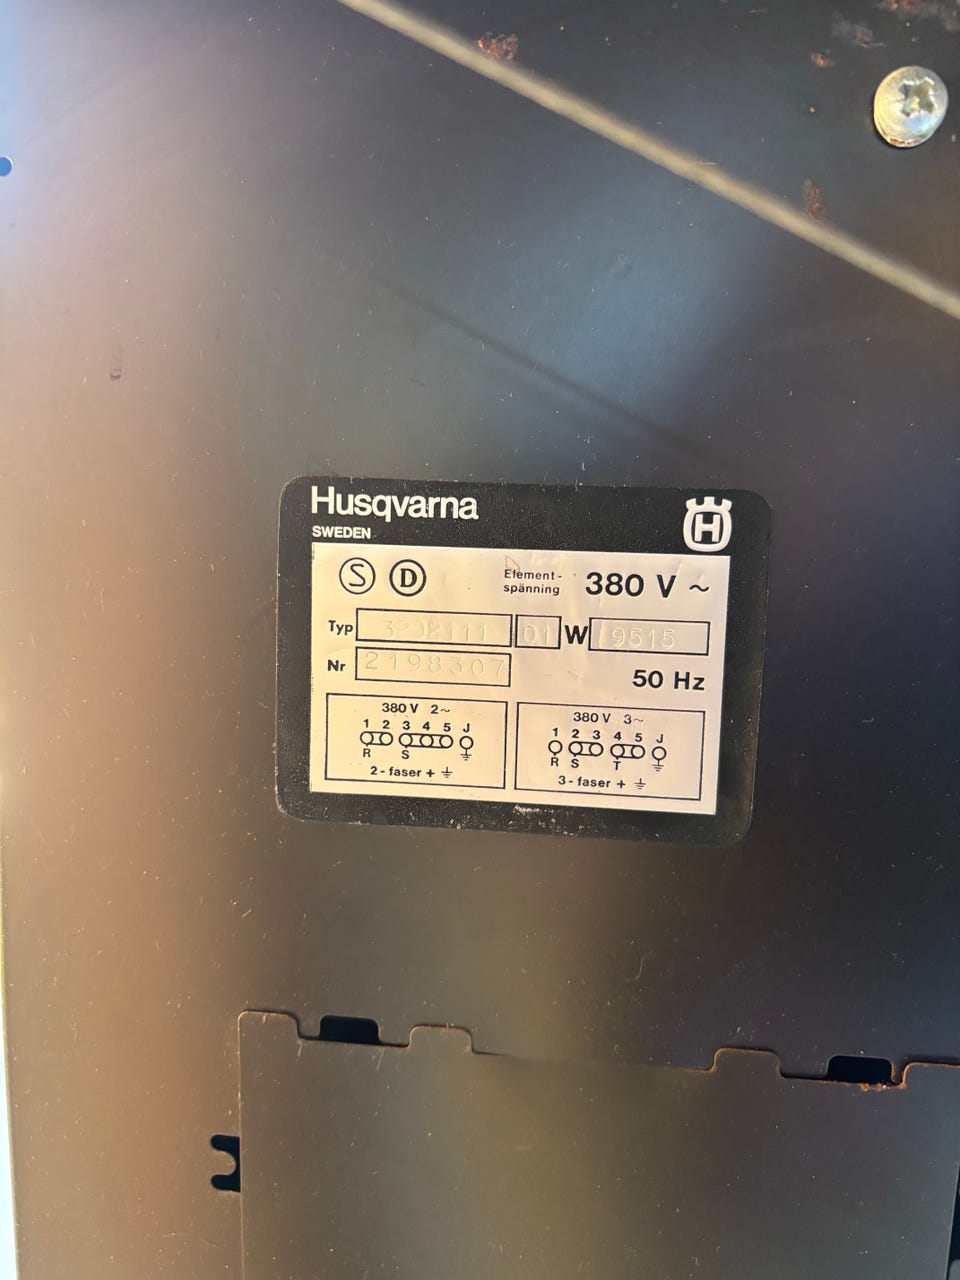 Husqvarna
SWEDEN
H
S D Element-
spänning 380 V ~
Typ 01 W 9515
Nr 2198307
50 Hz
380 V 2~
1 2 3 4 5 J
R S
2-faser + ⏚
380 V 3~
1 2 3 4 5 J
R S T
3-faser + ⏚